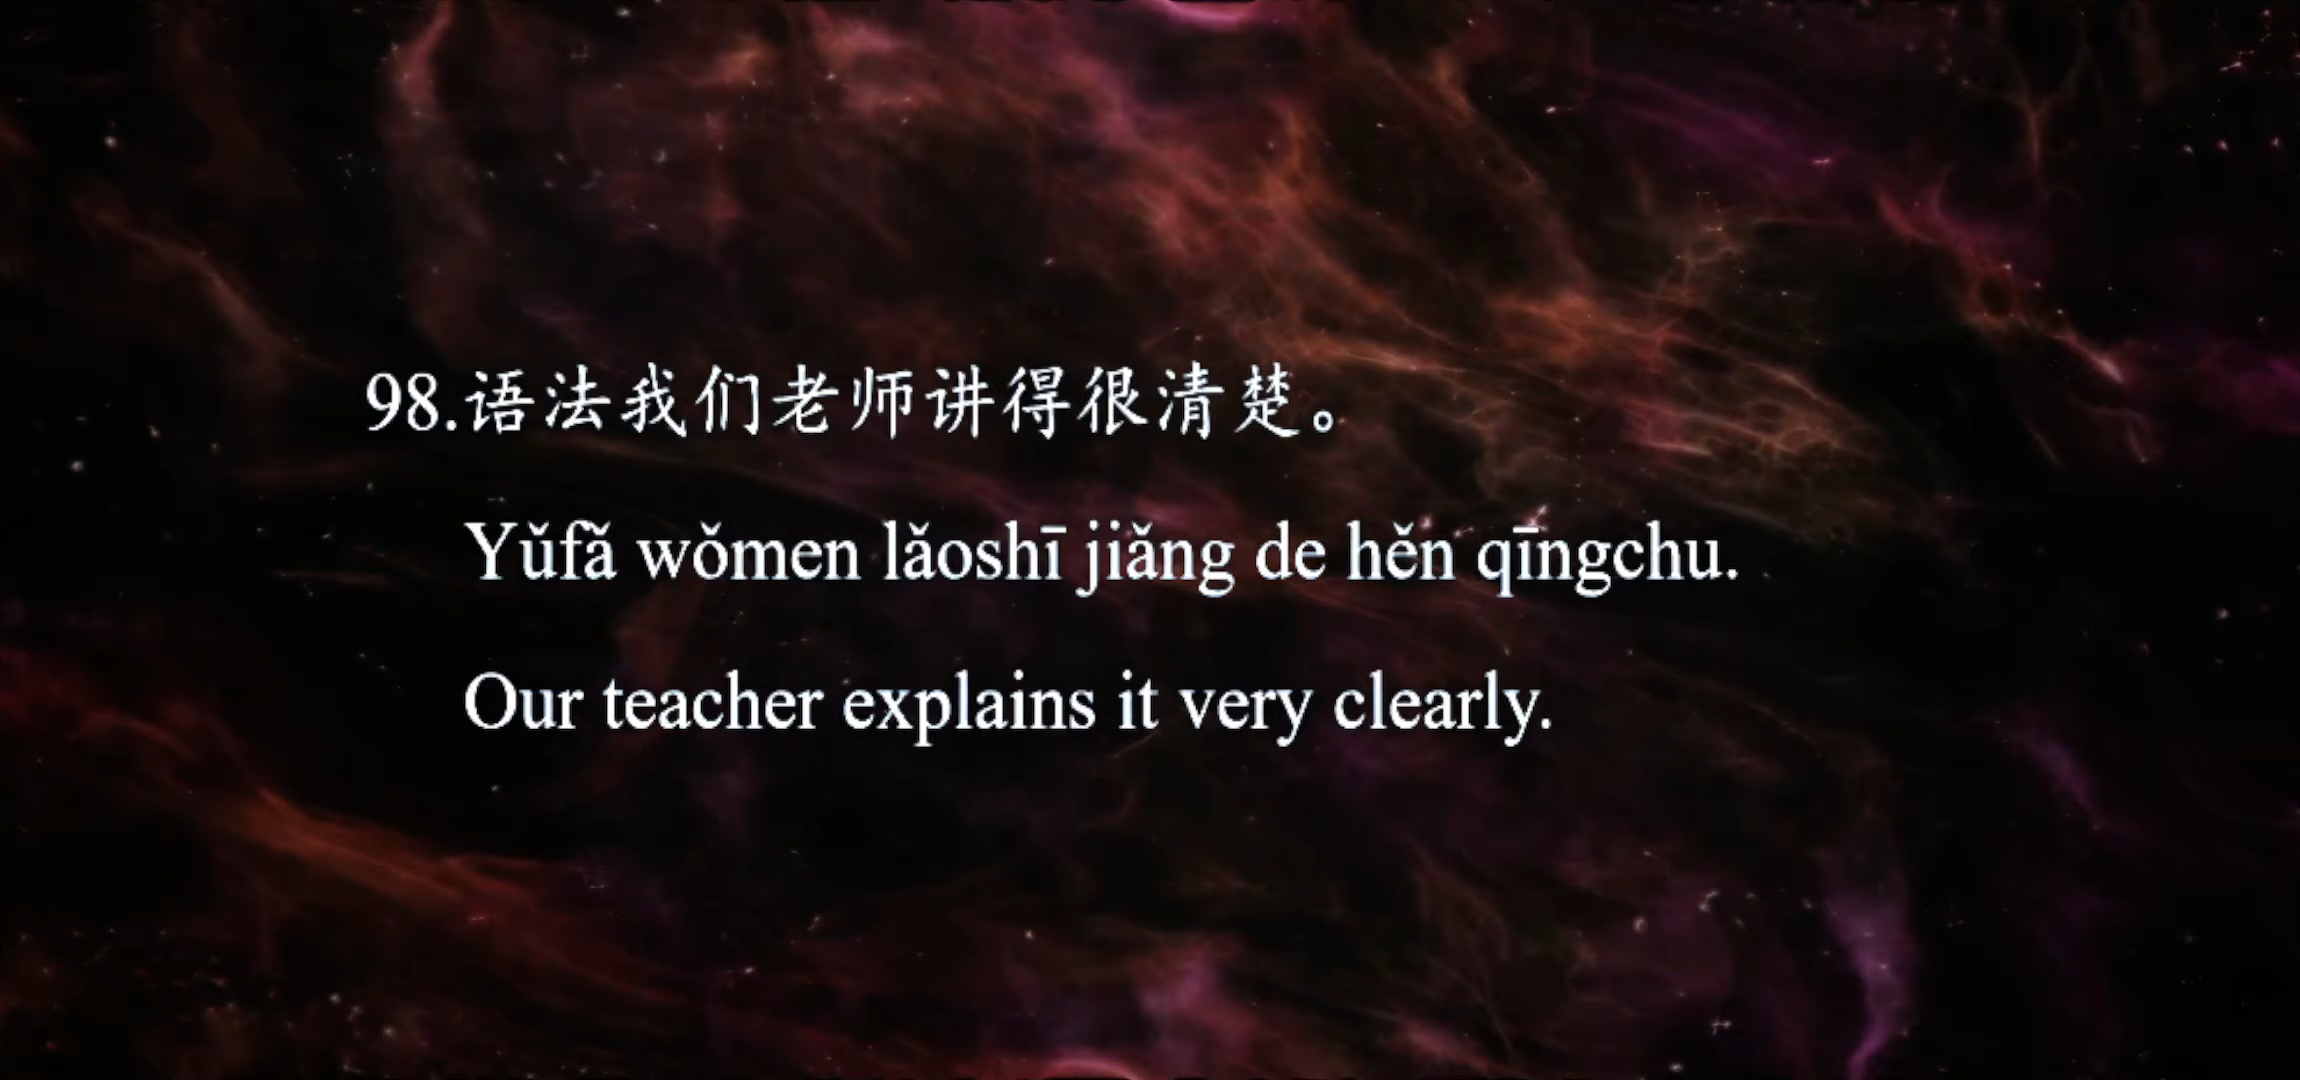 98.语法我们老师讲得很清楚。
Yǔfã wǒmen lǎoshī jiǎng de hěn qīngchu.
Our teacher explains it very clearly.